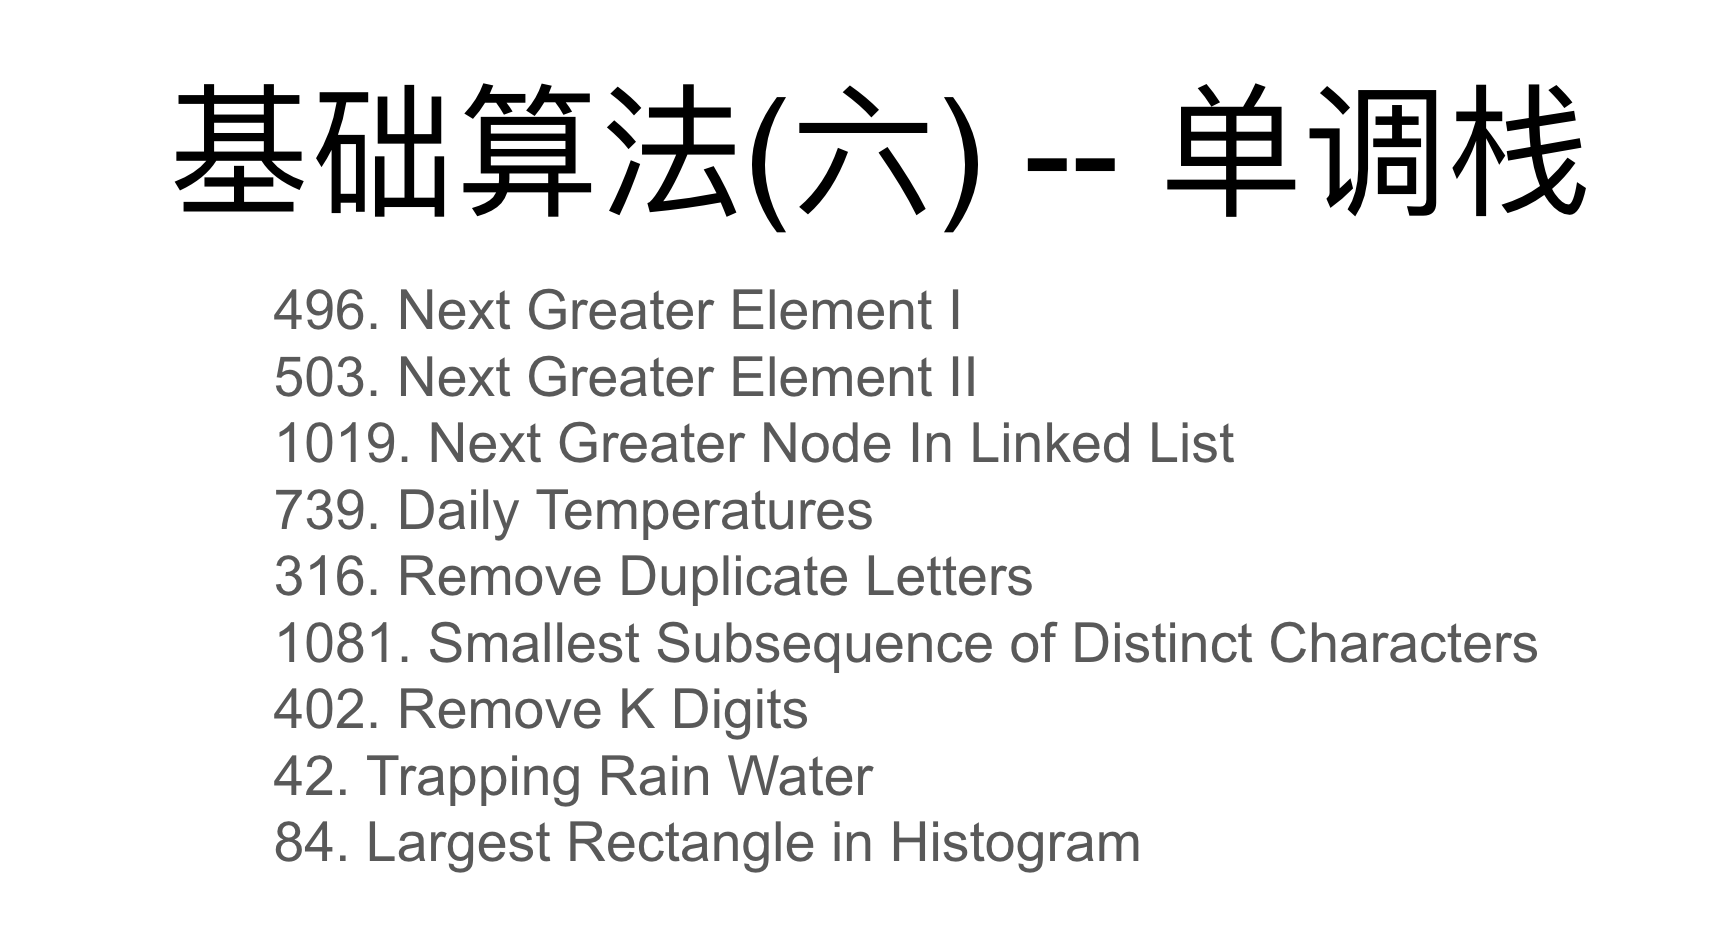 基础算法(六) -- 单调栈
496. Next Greater Element I
503. Next Greater Element II
1019. Next Greater Node In Linked List
739. Daily Temperatures
316. Remove Duplicate Letters
1081. Smallest Subsequence of Distinct Characters
402. Remove K Digits
42. Trapping Rain Water
84. Largest Rectangle in Histogram